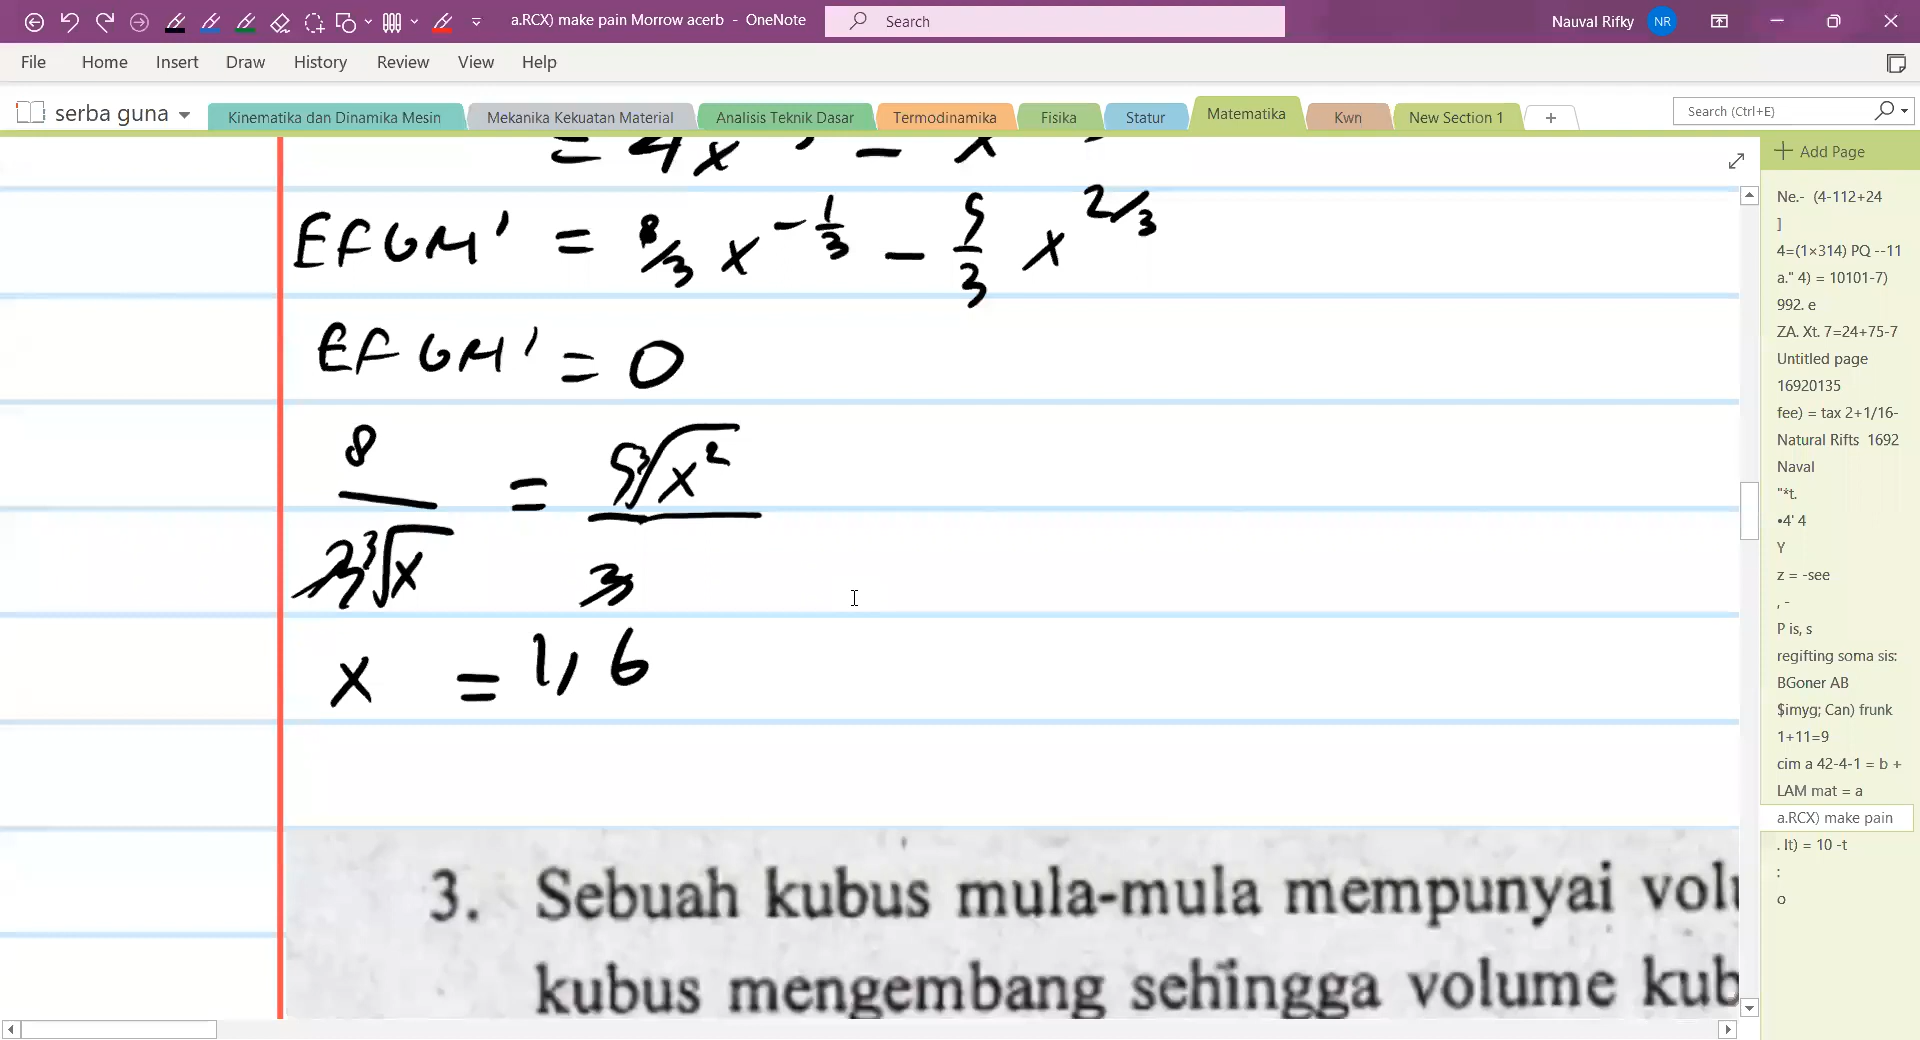 a.RCX) make pain Morrow acerb - OneNote
Search
Nauval Rifky
NR
File Home Insert Draw History Review View Help
serba guna
Kinematika dan Dinamika Mesin
Mekanika Kekuatan Material
Analisis Teknik Dasar
Termodinamika
Fisika
Statur
Matematika
Kwn
New Section 1
Search (Ctrl+E)
= 4x - x
EFGH' = 8/3 x^(-1/3) - 5/3 x^(2/3)
EFGH' = 0
8/(3∛x) = 5∛x²/3
x = 1,6
3. Sebuah kubus mula-mula mempunyai
kubus mengembang sehingga volume
Add Page
Ne.- (4-112+24
]
4=(1×314) PQ --11
a." 4) = 10101-7)
992. e
ZA. Xt. 7=24+75-7
Untitled page
16920135
fee) = tax 2+1/16-
Natural Rifts 1692
Naval
"*t.
•4' 4
Y
z = -see
, -
P is, s
regifting soma sis:
BGoner AB
$imyg; Can) frunk
1+11=9
cim a 42-4-1 = b +
LAM mat = a
a.RCX) make pain
. It) = 10 -t
:
o